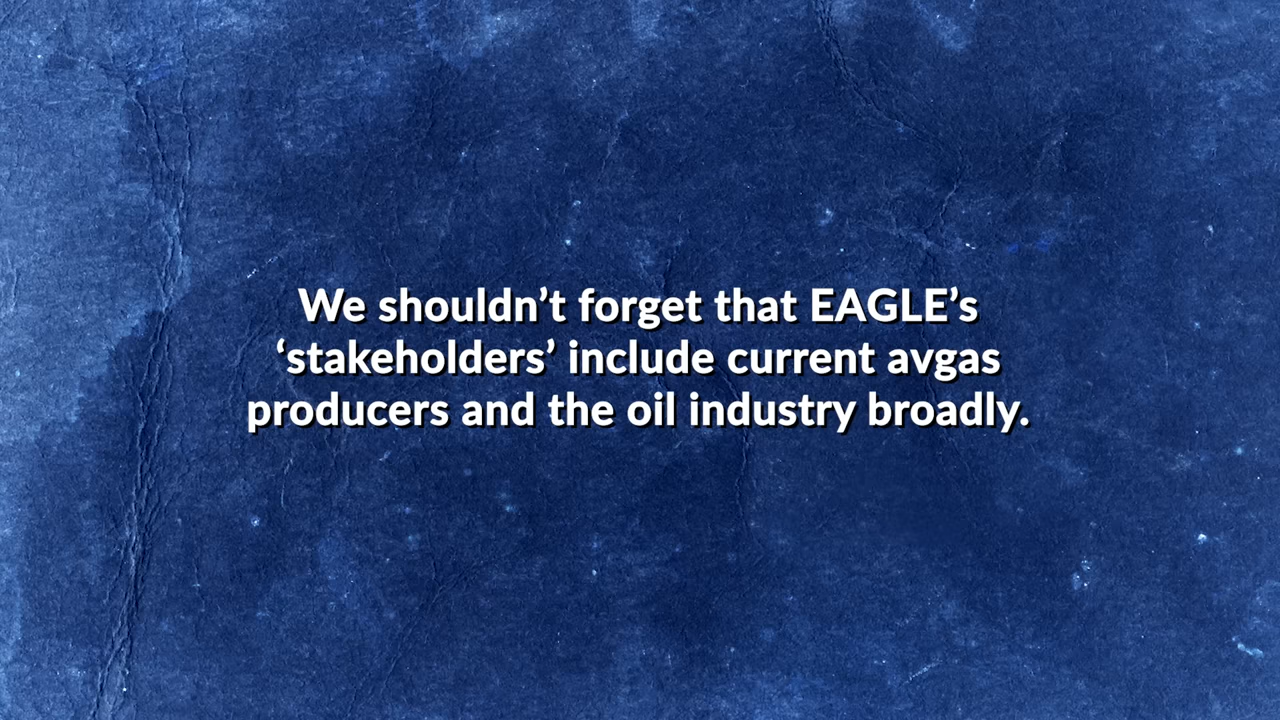 We shouldn’t forget that EAGLE’s
‘stakeholders’ include current avgas
producers and the oil industry broadly.